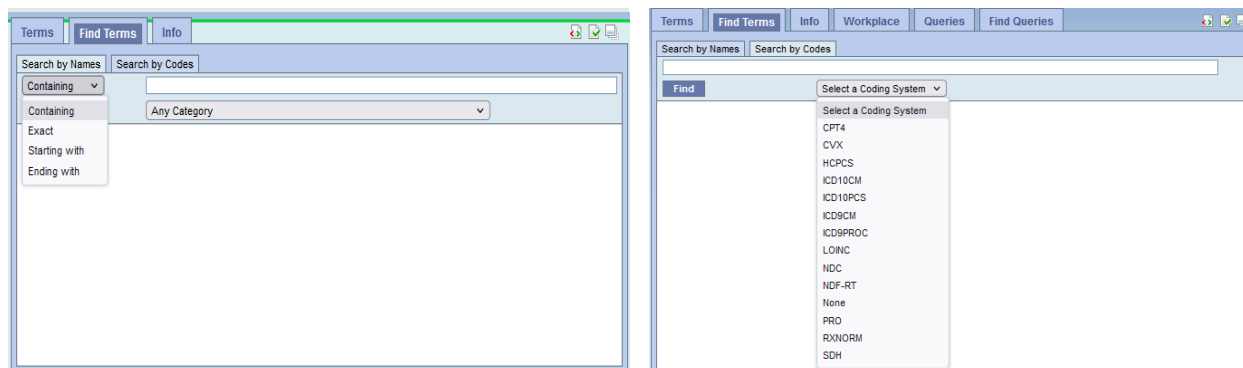 Terms Find Terms Info
Search by Names Search by Codes
Containing
Containing Any Category
Exact
Starting with
Ending with
Terms Find Terms Info Workplace Queries Find Queries
Search by Names Search by Codes
Find Select a Coding System
Select a Coding System
CPT4
CVX
HCPCS
ICD10CM
ICD10PCS
ICD9CM
ICD9PROC
LOINC
NDC
NDF-RT
None
PRO
RXNORM
SDH